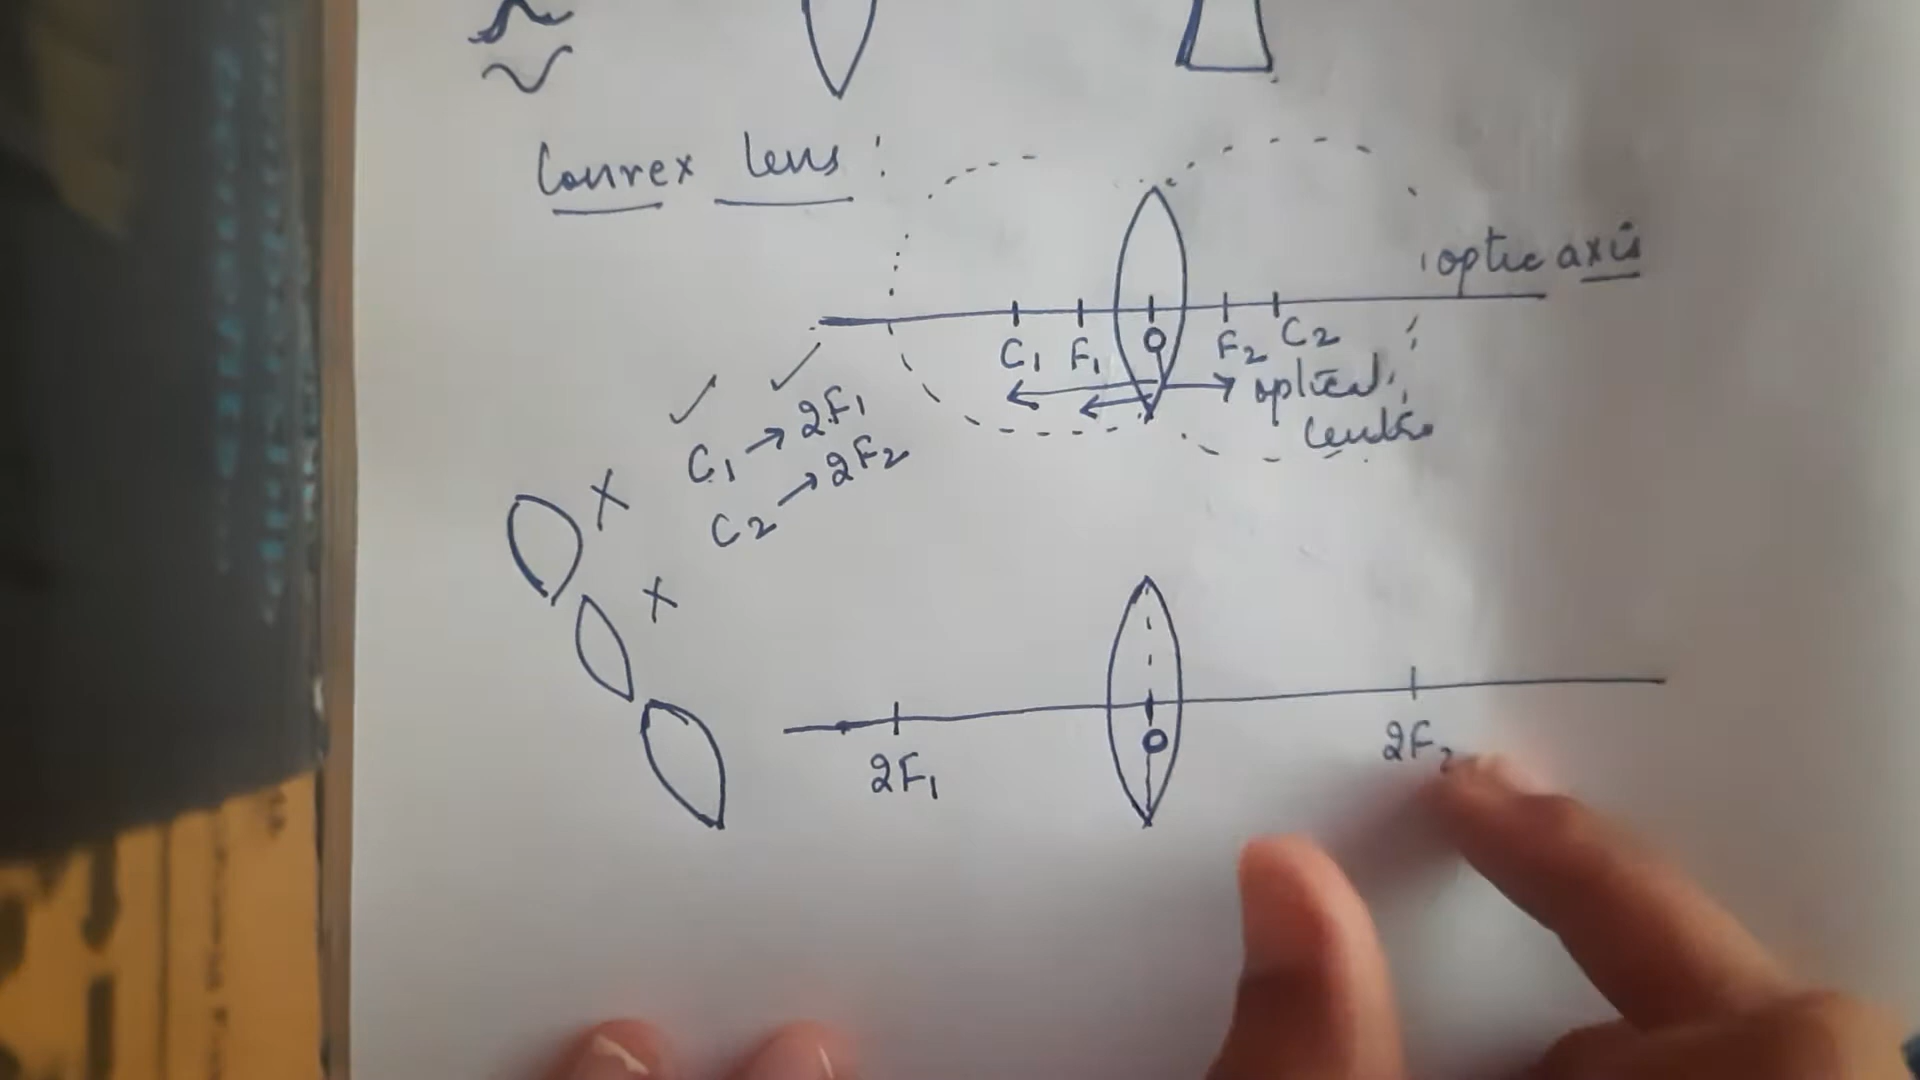 Convex lens :
optic axis
C1 F1 O F2 C2
optical
centre
C1 → 2F1
C2 → 2F2
O
2F1 2F2